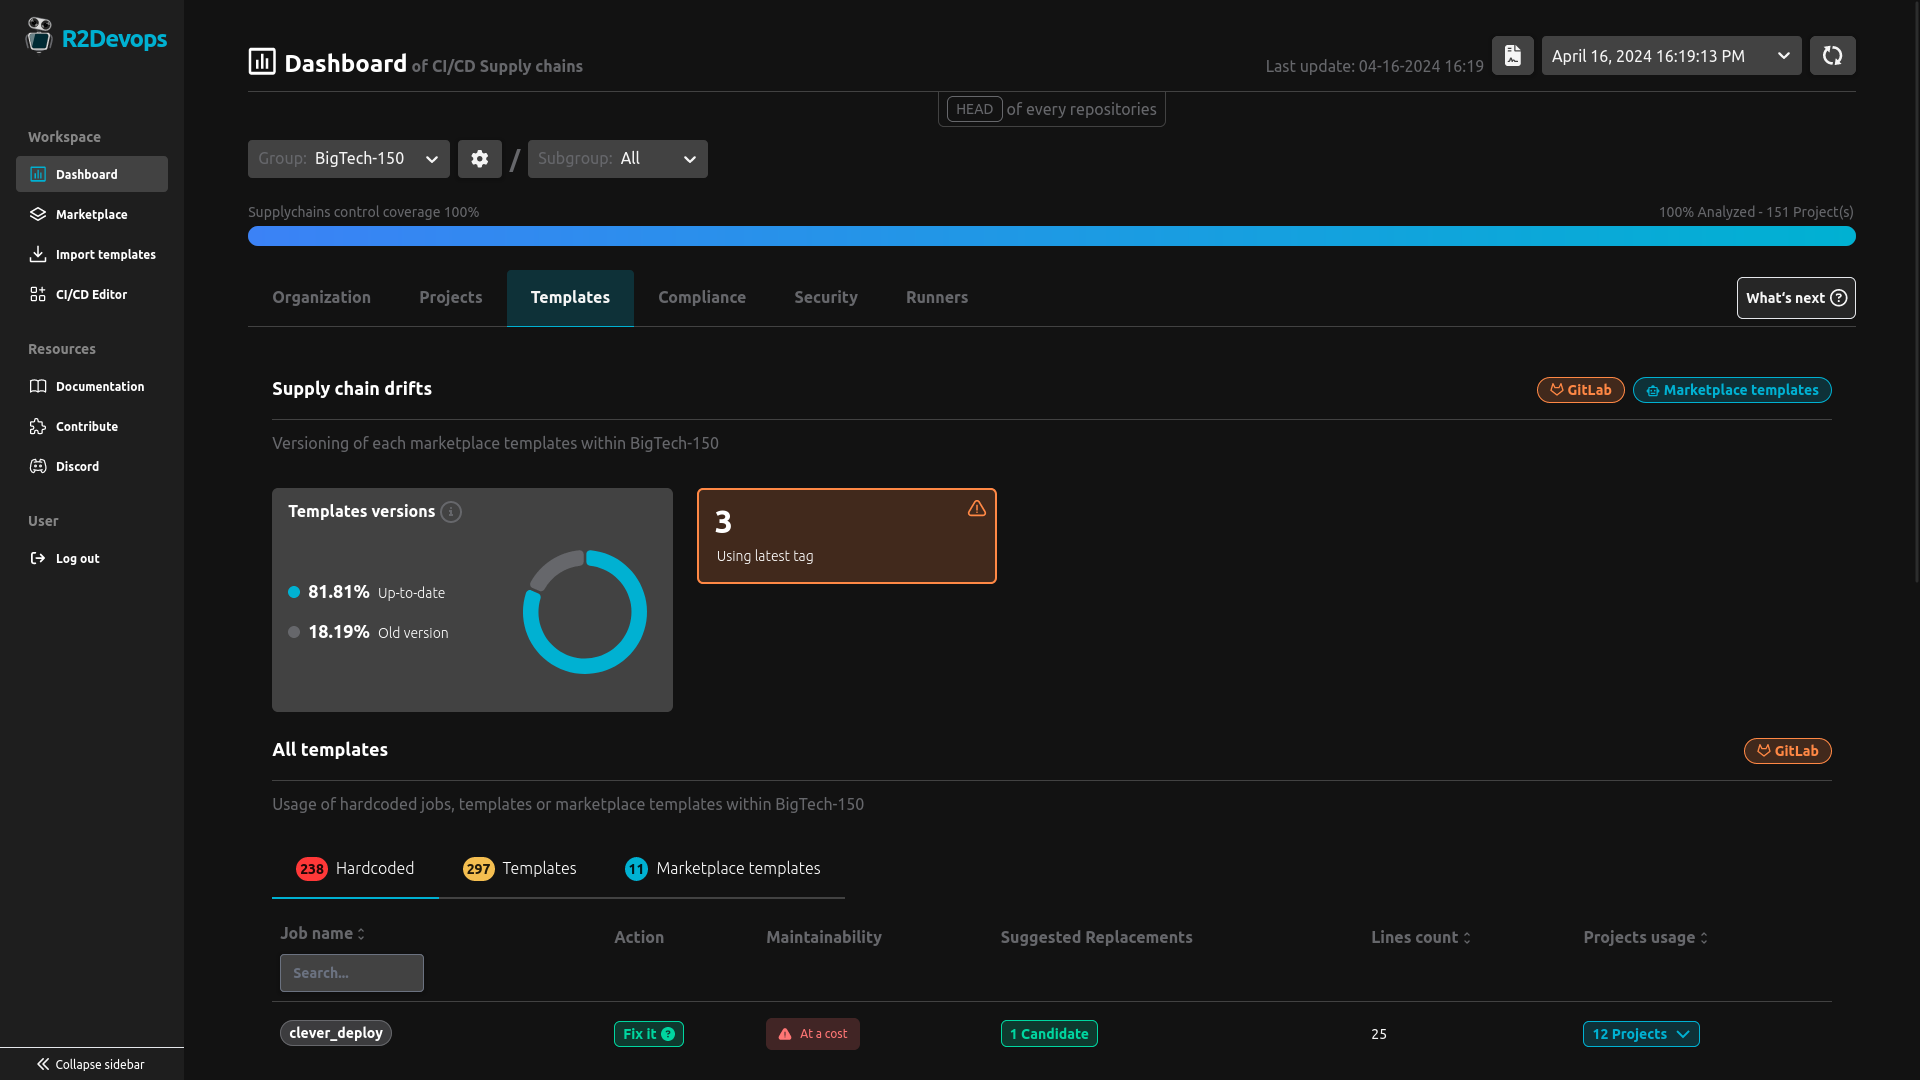 R2Devops
Workspace
Dashboard
Marketplace
Import templates
CI/CD Editor
Resources
Documentation
Contribute
Discord
User
Log out
Collapse sidebar
Dashboard of CI/CD Supply chains
Last update: 04-16-2024 16:19
April 16, 2024 16:19:13 PM
HEAD of every repositories
Group: BigTech-150 / Subgroup: All
Supplychains control coverage 100%
100% Analyzed - 151 Project(s)
Organization Projects Templates Compliance Security Runners
What's next
Supply chain drifts
GitLab Marketplace templates
Versioning of each marketplace templates within BigTech-150
Templates versions
81.81% Up-to-date
18.19% Old version
3
Using latest tag
All templates
GitLab
Usage of hardcoded jobs, templates or marketplace templates within BigTech-150
238 Hardcoded 297 Templates 11 Marketplace templates
Job name Action Maintainability Suggested Replacements Lines count Projects usage
Search...
clever_deploy Fix it At a cost 1 Candidate 25 12 Projects